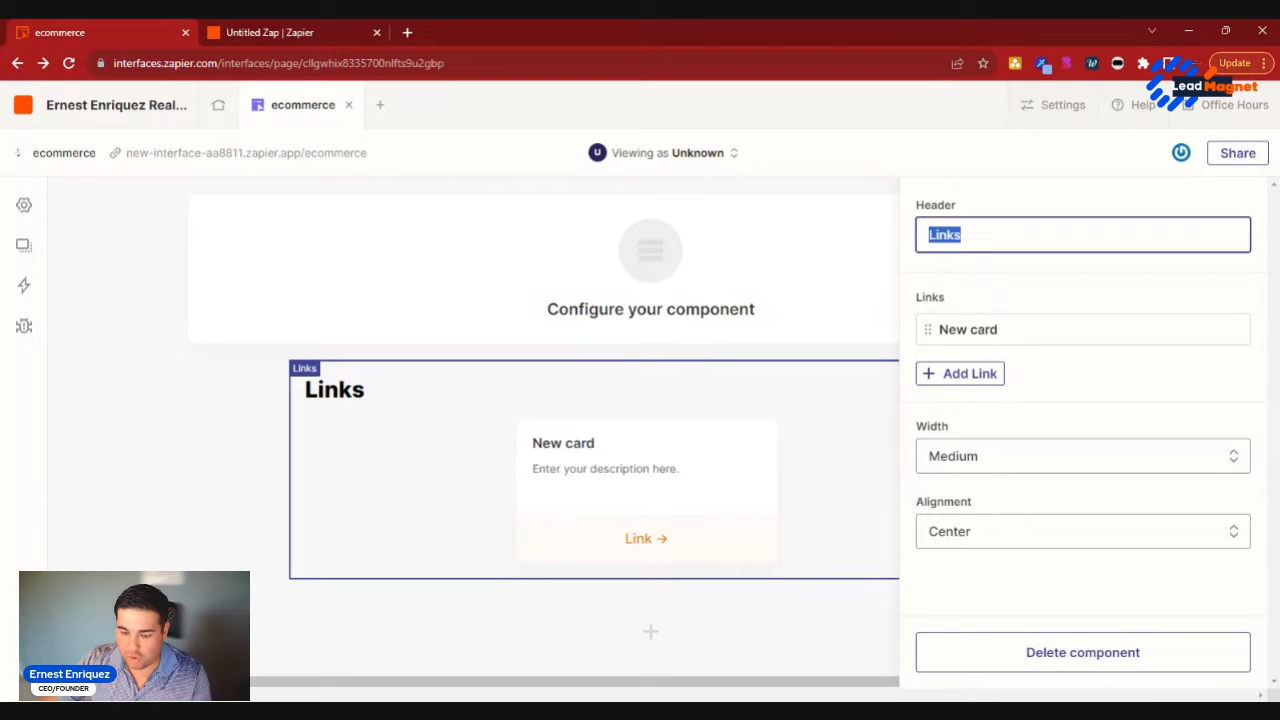 ecommerce
Untitled Zap | Zapier
interfaces.zapier.com/interfaces/page/cllgwhix8335700nlfts9u2gbp
Update
Lead Magnet
Ernest Enriquez Real...
ecommerce
Settings
Help
Office Hours
ecommerce
new-interface-aa8811.zapier.app/ecommerce
U
Viewing as Unknown
Share
Header
Links
Configure your component
Links
New card
Add Link
Links
Links
New card
Enter your description here.
Link →
Width
Medium
Alignment
Center
Delete component
Ernest Enriquez
CEO/FOUNDER